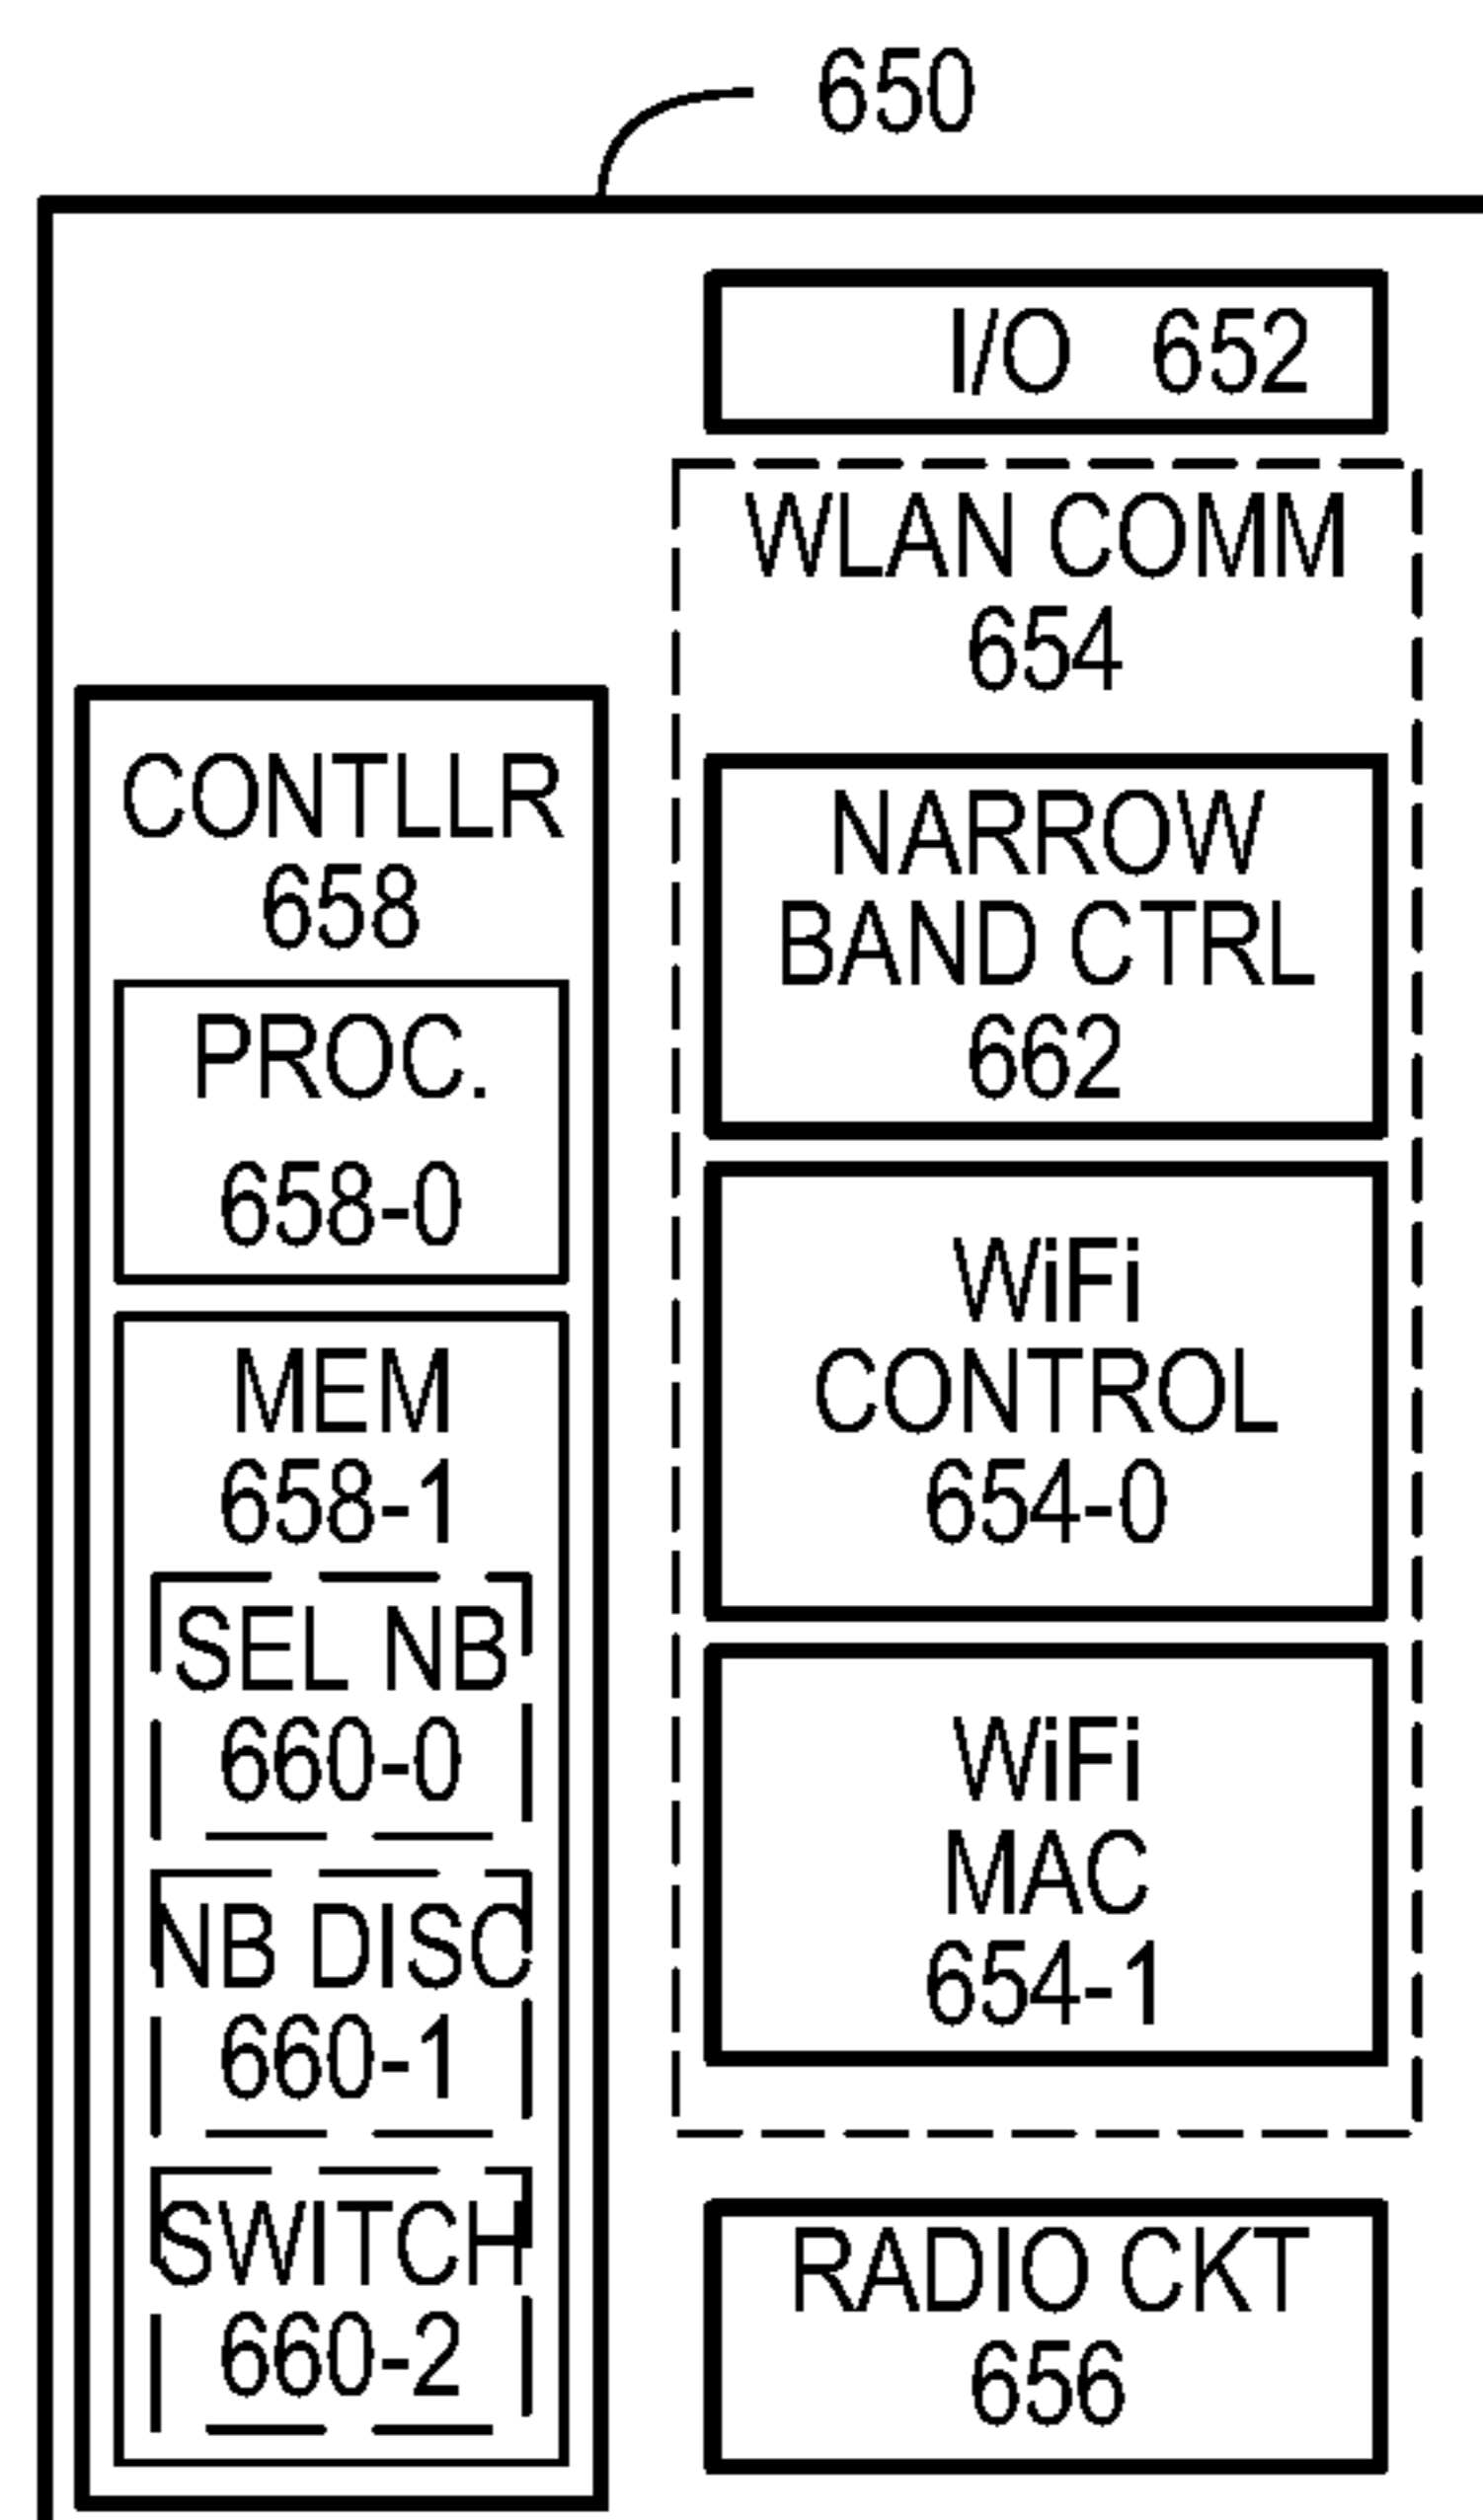 650
I/O 652
WLAN COMM
654
CONTLLR
658
PROC.
658-0
MEM
658-1
SEL NB
660-0
NB DISC
660-1
SWITCH
660-2
NARROW
BAND CTRL
662
WiFi
CONTROL
654-0
WiFi
MAC
654-1
RADIO CKT
656